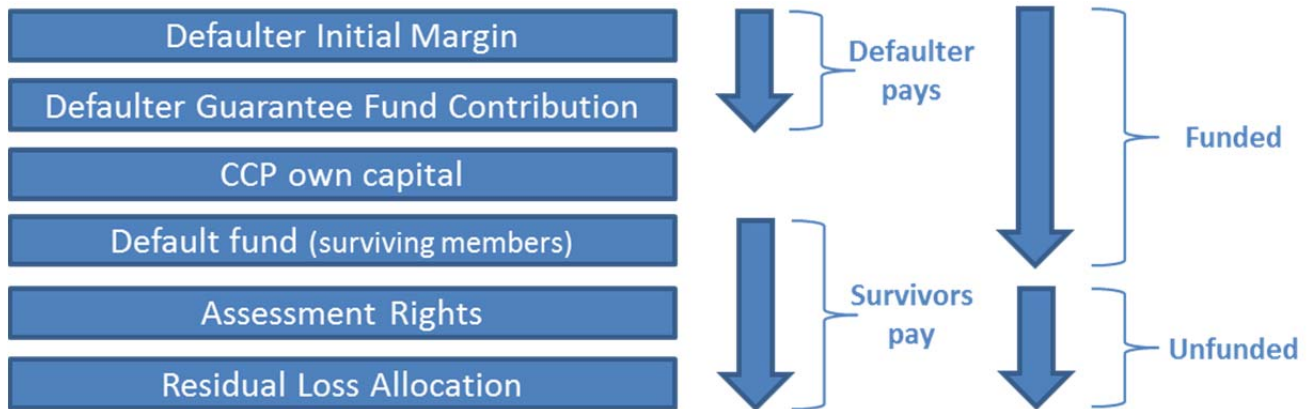 Defaulter Initial Margin
Defaulter Guarantee Fund Contribution
CCP own capital
Default fund (surviving members)
Assessment Rights
Residual Loss Allocation
Defaulter
pays
Survivors
pay
Funded
Unfunded